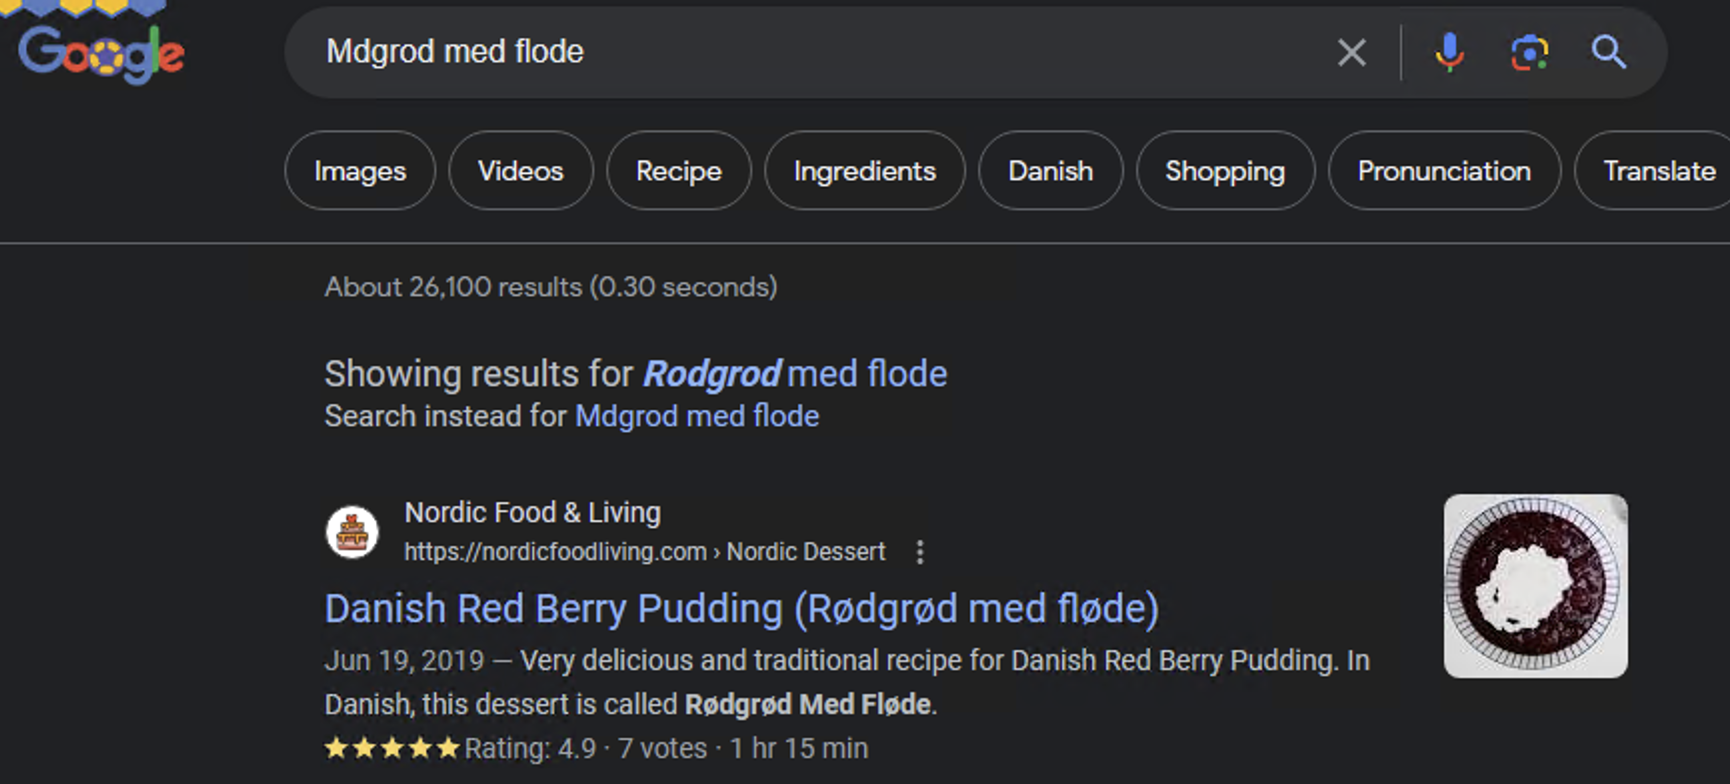 Google
Mdgrod med flode
Images Videos Recipe Ingredients Danish Shopping Pronunciation Translate
About 26,100 results (0.30 seconds)
Showing results for Rodgrod med flode
Search instead for Mdgrod med flode
Nordic Food & Living
https://nordicfoodliving.com › Nordic Dessert
Danish Red Berry Pudding (Rødgrød med fløde)
Jun 19, 2019 — Very delicious and traditional recipe for Danish Red Berry Pudding. In
Danish, this dessert is called Rødgrød Med Fløde.
Rating: 4.9 · 7 votes · 1 hr 15 min